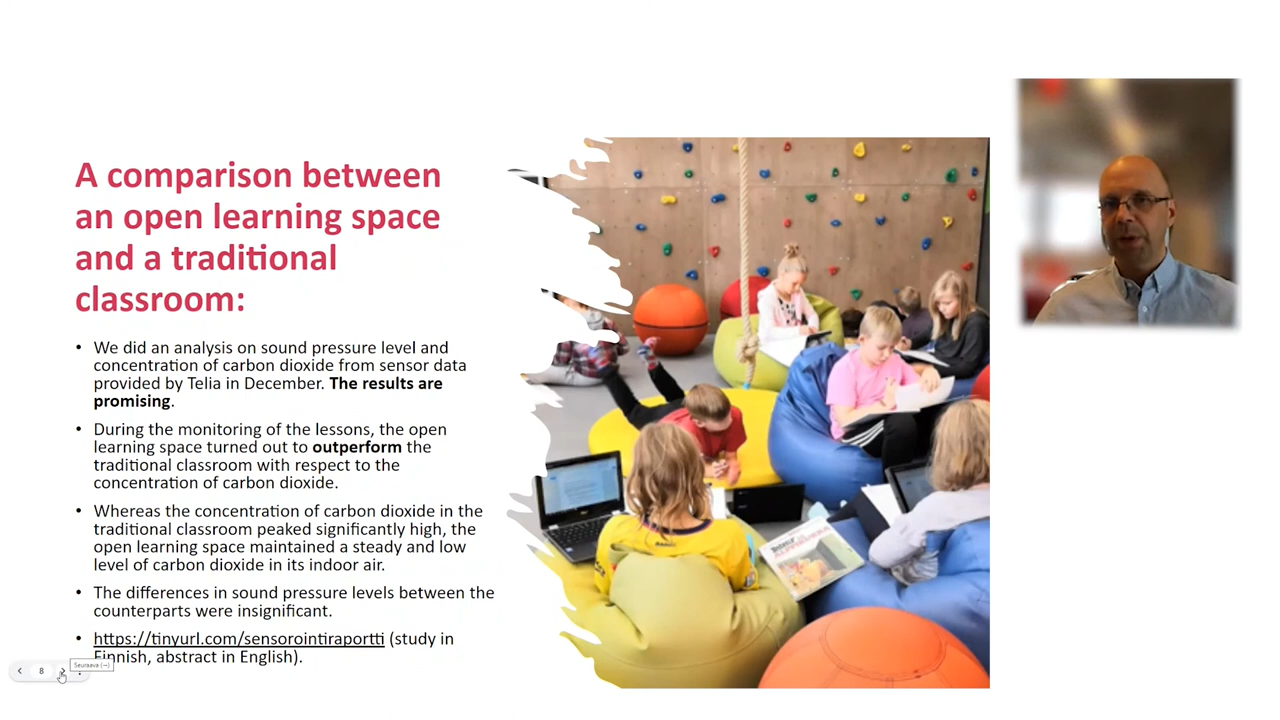 A comparison between
an open learning space
and a traditional
classroom:
• We did an analysis on sound pressure level and
concentration of carbon dioxide from sensor data
provided by Telia in December. The results are
promising.
• During the monitoring of the lessons, the open
learning space turned out to outperform the
traditional classroom with respect to the
concentration of carbon dioxide.
• Whereas the concentration of carbon dioxide in the
traditional classroom peaked significantly high, the
open learning space maintained a steady and low
level of carbon dioxide in its indoor air.
• The differences in sound pressure levels between the
counterparts were insignificant.
• https://tinyurl.com/sensorointiraportti (study in
Finnish, abstract in English).
8
Seuraava (→)